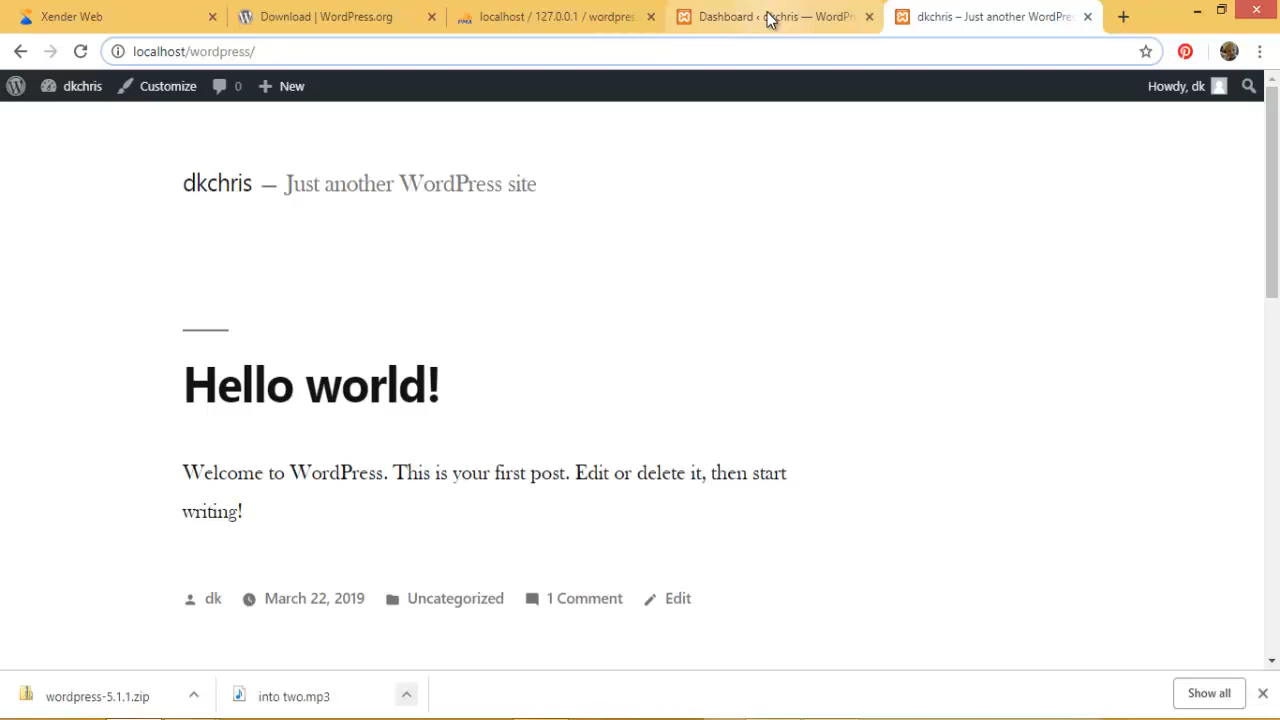 Xender Web
Download | WordPress.org
localhost / 127.0.0.1 / wordpres
Dashboard ‹ dkchris — WordPr
dkchris – Just another WordPres
localhost/wordpress/
dkchris
Customize
0
New
Howdy, dk
dkchris — Just another WordPress site
Hello world!
Welcome to WordPress. This is your first post. Edit or delete it, then start
writing!
dk
March 22, 2019
Uncategorized
1 Comment
Edit
wordpress-5.1.1.zip
into two.mp3
Show all